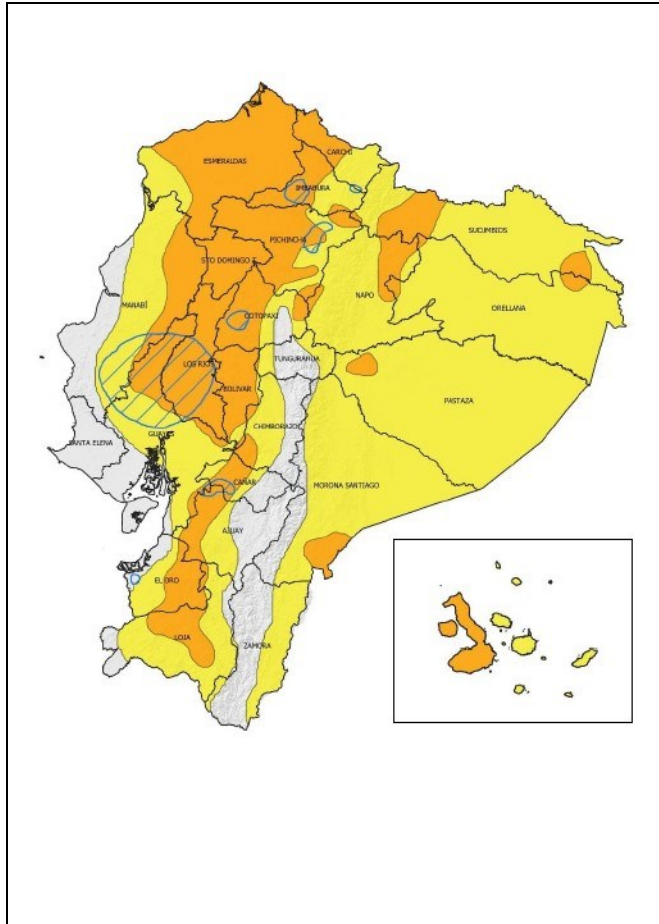 CARCHI
ESMERALDAS
IMBABURA
SUCUMBIOS
PICHINCHA
STO DOMINGO T
NAPO
MANABÍ
ORELLANA
COTOPAXI
TUNGURAHUA
LOS RIOS
BOLIVAR
PASTAZA
CHIMBORAZO
GUAYAS
SANTA ELENA
CAÑAR
MORONA SANTIAGO
AZUAY
EL ORO
LOJA
ZAMORA